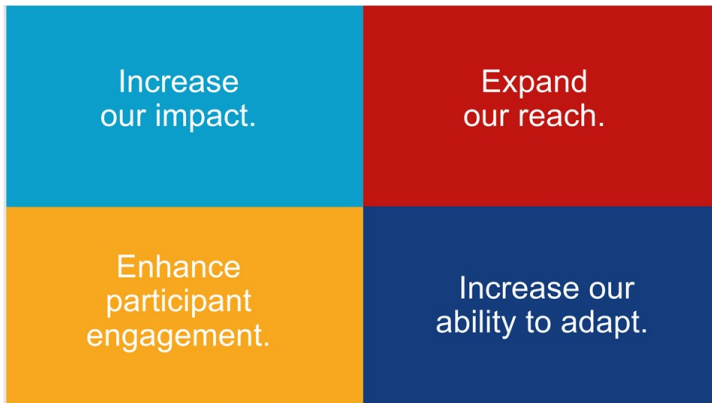 Increase
our impact.
Expand
our reach.
Enhance
participant
engagement.
Increase our
ability to adapt.